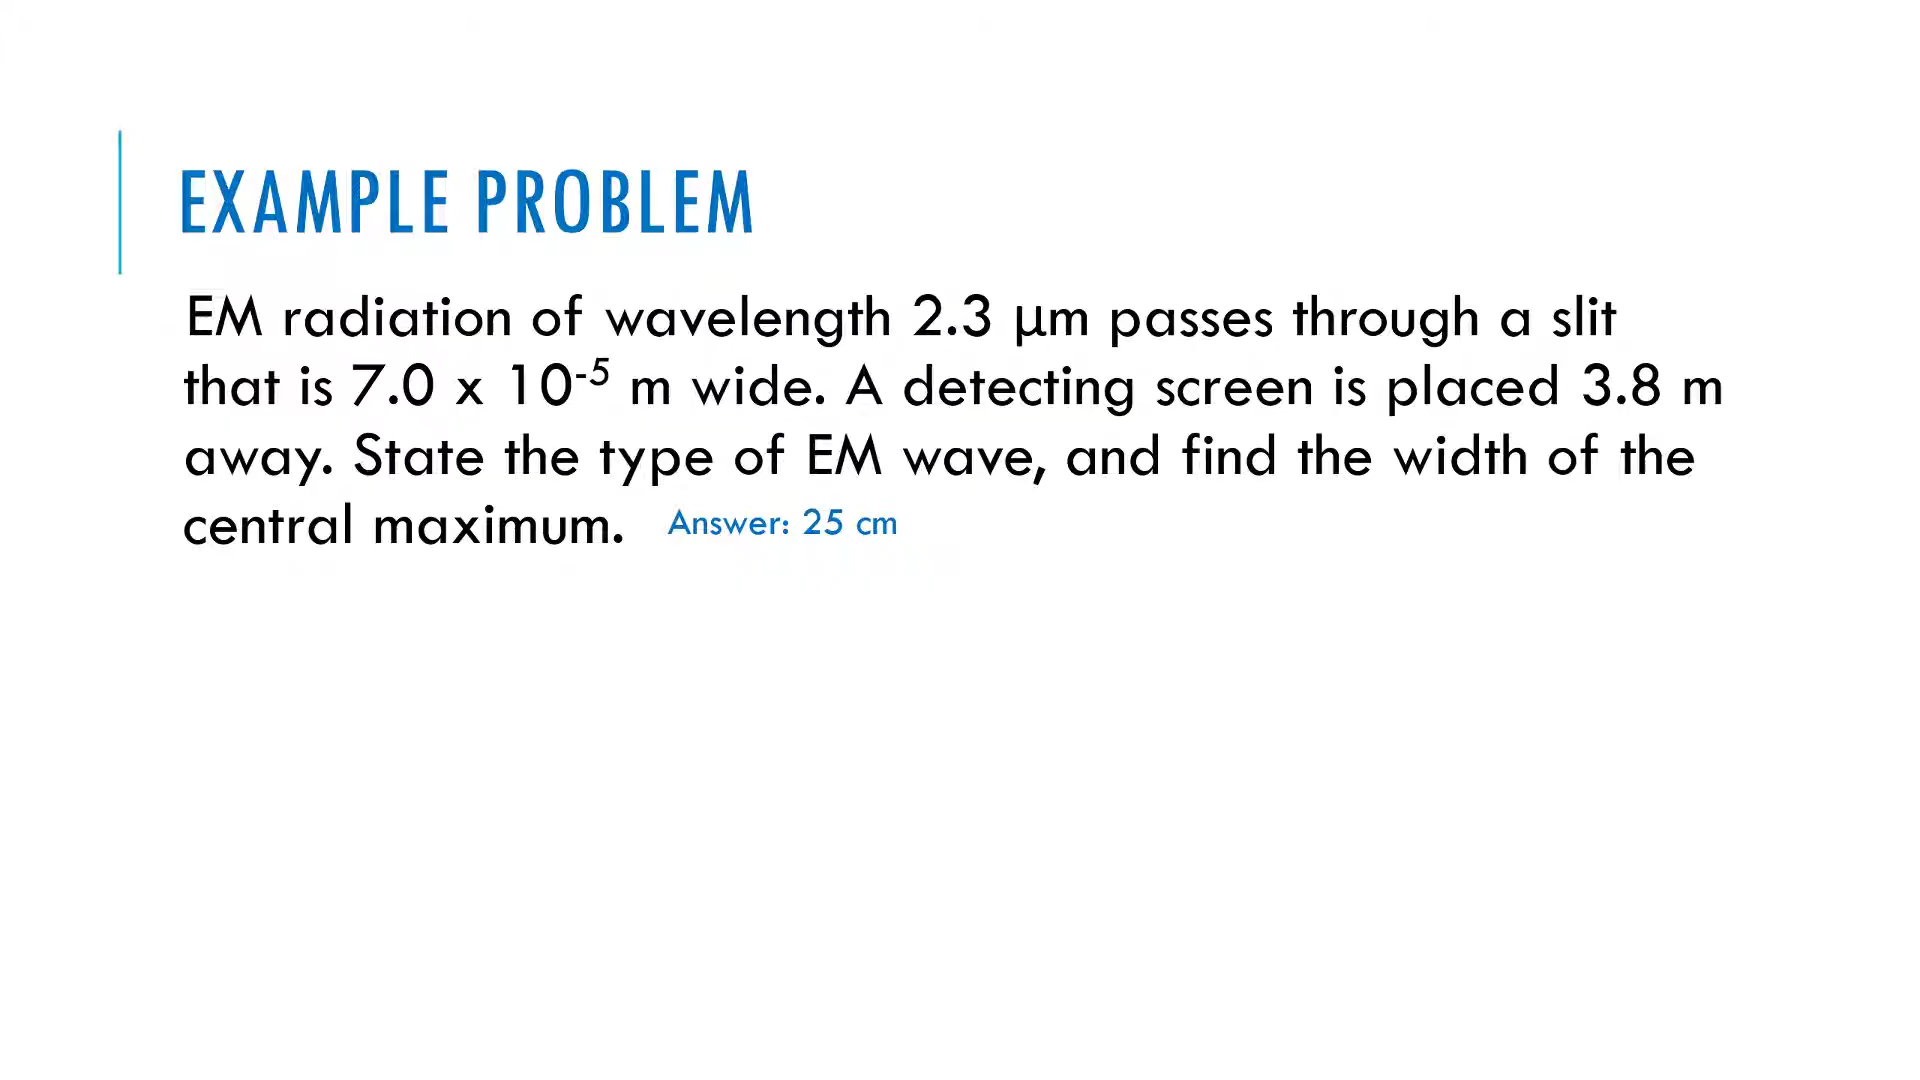 EXAMPLE PROBLEM
EM radiation of wavelength 2.3 μm passes through a slit
that is 7.0 x 10⁻⁵ m wide. A detecting screen is placed 3.8 m
away. State the type of EM wave, and find the width of the
central maximum. Answer: 25 cm